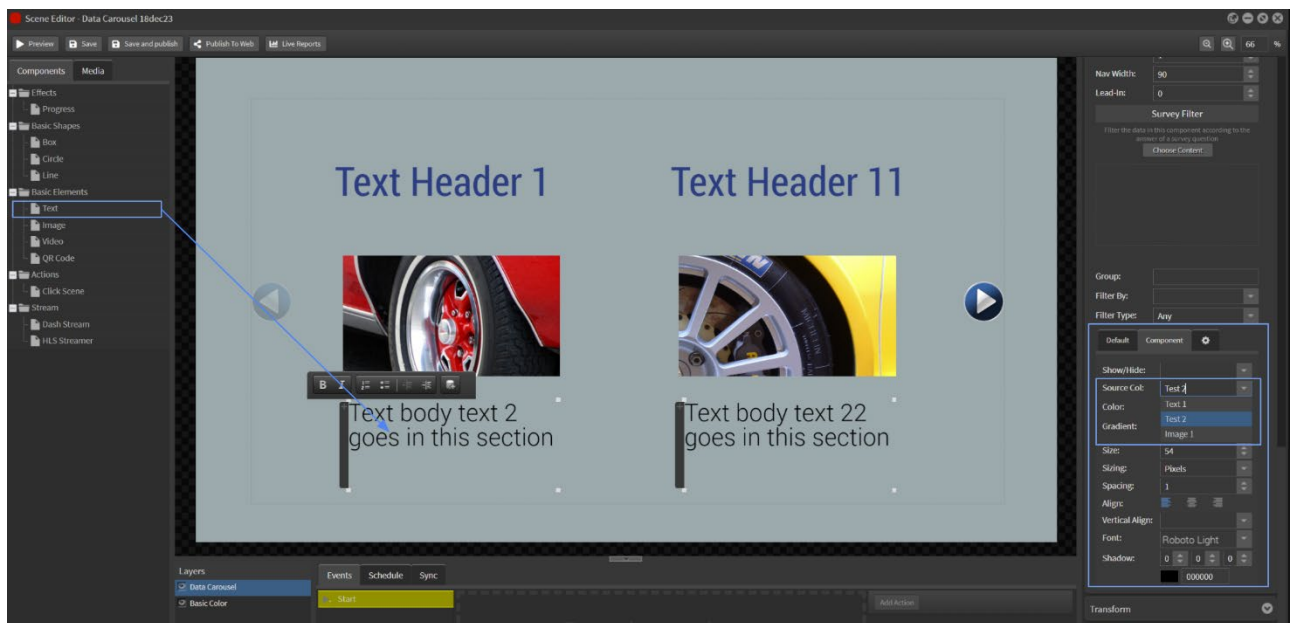 Scene Editor - Data Carousel 18dec23
Preview Save Save and publish Publish To Web Live Reports
66 %
Components Media
Effects
Progress
Basic Shapes
Box
Circle
Line
Basic Elements
Text
Image
Video
QR Code
Actions
Click Scene
Stream
Dash Stream
HLS Streamer
Text Header 1
Text Header 11
B I
Text body text 2
goes in this section
Text body text 22
goes in this section
Layers
Data Carousel
Basic Color
Events Schedule Sync
Start
Add Action
Nav Width: 90
Lead-In: 0
Survey Filter
Filter the data in this component according to the
answer of a survey question
Choose Content
Group:
Filter By:
Filter Type: Any
Default Component
Show/Hide:
Source Col: Test 2
Color: Text 1
Test 2
Gradient:
Image 1
Size: 54
Sizing: Pixels
Spacing: 1
Align:
Vertical Align:
Font: Roboto Light
Shadow: 0 0 0
000000
Transform